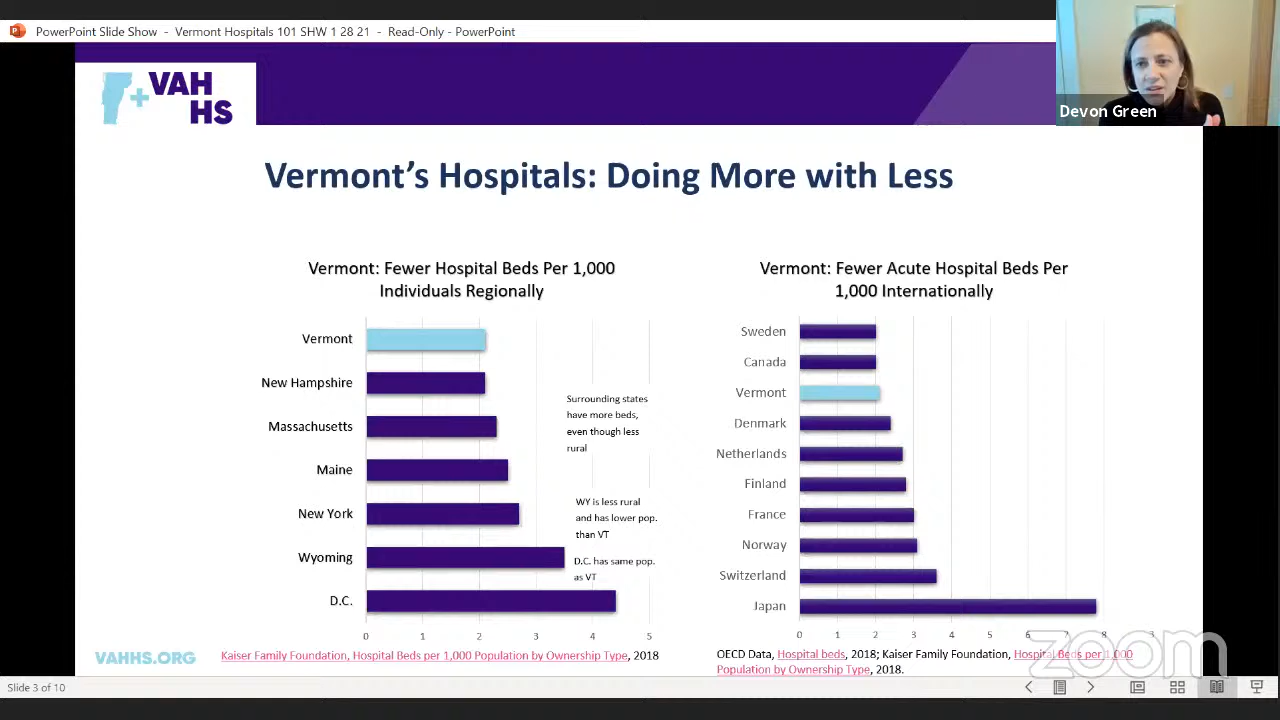 PowerPoint Slide Show - Vermont Hospitals 101 SHW 1 28 21 - Read-Only - PowerPoint
Devon Green
VAH
HS
Vermont’s Hospitals: Doing More with Less
Vermont: Fewer Hospital Beds Per 1,000
Individuals Regionally
Vermont
New Hampshire
Massachusetts
Maine
New York
Wyoming
D.C.
Surrounding states
have more beds,
even though less
rural
WY is less rural
and has lower pop.
than VT
D.C. has same pop.
as VT
0 1 2 3 4 5
Kaiser Family Foundation, Hospital Beds per 1,000 Population by Ownership Type, 2018
Vermont: Fewer Acute Hospital Beds Per
1,000 Internationally
Sweden
Canada
Vermont
Denmark
Netherlands
Finland
France
Norway
Switzerland
Japan
0 1 2 3 4 5 6 7 8 9
OECD Data, Hospital beds, 2018; Kaiser Family Foundation, Hospital Beds per 1,000
Population by Ownership Type, 2018.
VAHHS.ORG
zoom
Slide 3 of 10